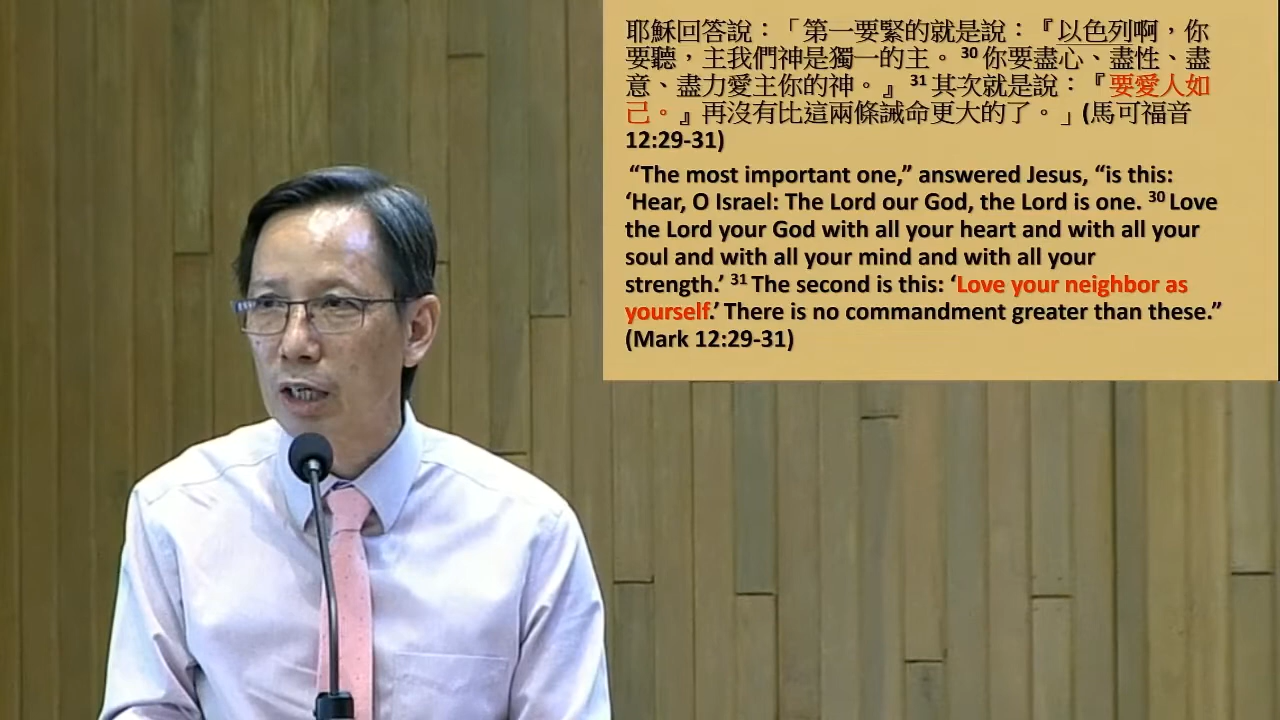 耶穌回答說：「第一要緊的就是說：『以色列啊，你
要聽，主我們神是獨一的主。 30 你要盡心、盡性、盡
意、盡力愛主你的神。』 31 其次就是說：『要愛人如
己。』再沒有比這兩條誡命更大的了。」(馬可福音
12:29-31)
“The most important one,” answered Jesus, “is this:
‘Hear, O Israel: The Lord our God, the Lord is one. 30 Love
the Lord your God with all your heart and with all your
soul and with all your mind and with all your
strength.’ 31 The second is this: ‘Love your neighbor as
yourself.’ There is no commandment greater than these.”
(Mark 12:29-31)